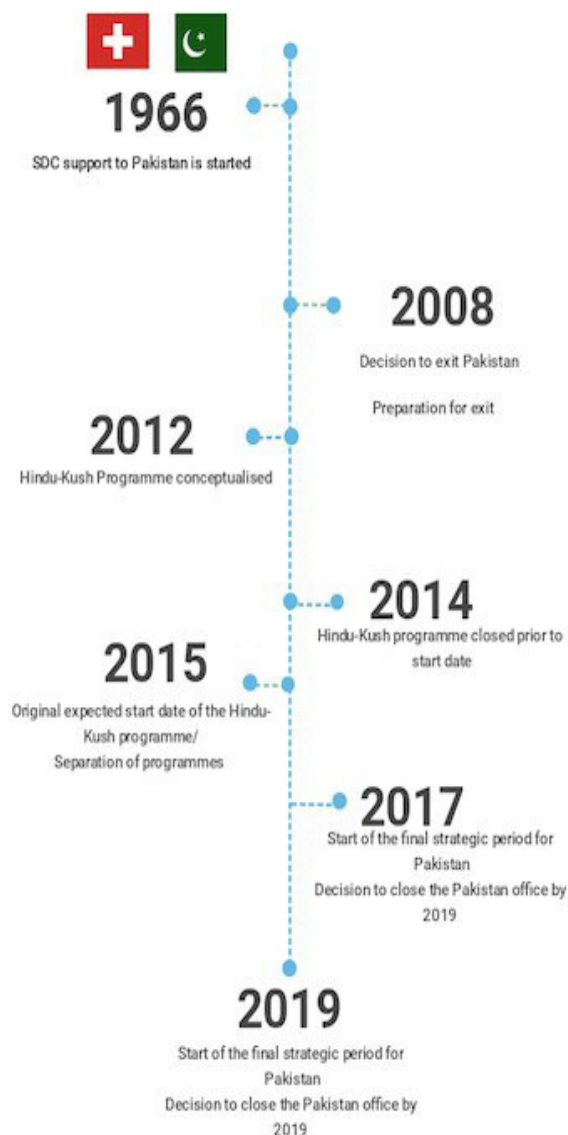 1966
SDC support to Pakistan is started
2008
Decision to exit Pakistan
Preparation for exit
2012
Hindu-Kush Programme conceptualised
2014
Hindu-Kush programme closed prior to
start date
2015
Original expected start date of the Hindu-
Kush programme/
Separation of programmes
2017
Start of the final strategic period for
Pakistan
Decision to close the Pakistan office by
2019
2019
Start of the final strategic period for
Pakistan
Decision to close the Pakistan office by
2019